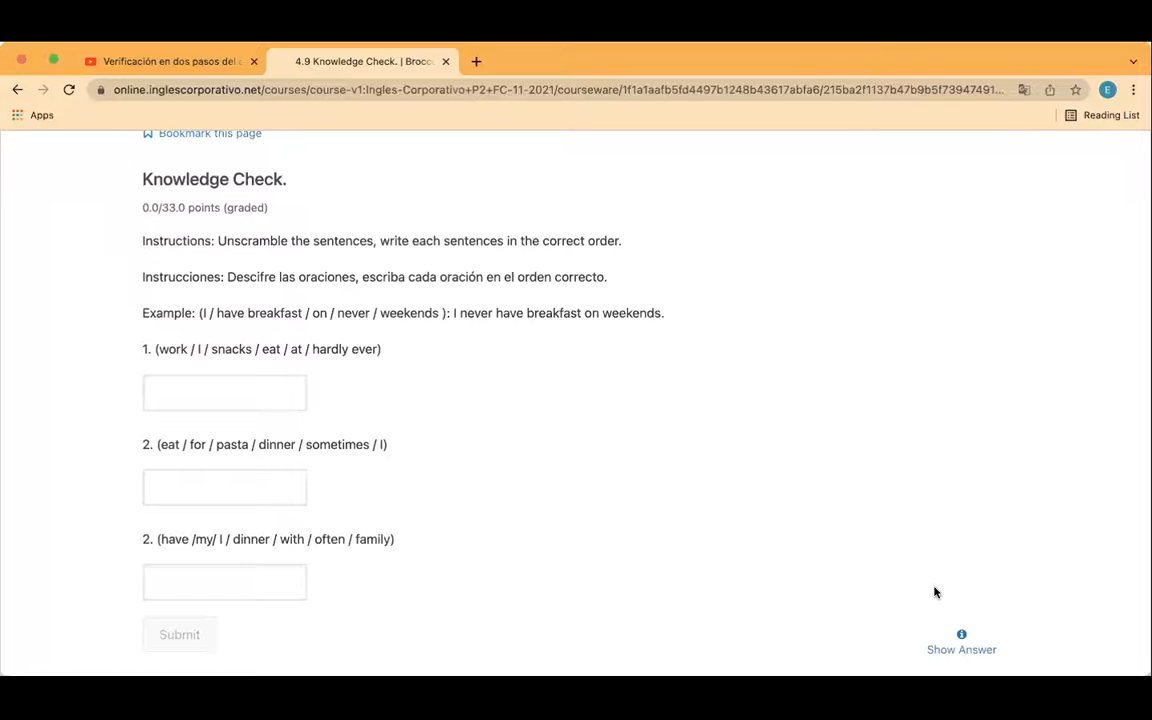 Verificación en dos pasos del
4.9 Knowledge Check. | Broco
online.inglescorporativo.net/courses/course-v1:Ingles-Corporativo+P2+FC-11-2021/courseware/1f1a1aafb5fd4497b1248b43617abfa6/215ba2f1137b47b9b5f73947491...
E
Apps
Reading List
Bookmark this page
Knowledge Check.
0.0/33.0 points (graded)
Instructions: Unscramble the sentences, write each sentences in the correct order.
Instrucciones: Descifre las oraciones, escriba cada oración en el orden correcto.
Example: (I / have breakfast / on / never / weekends ): I never have breakfast on weekends.
1. (work / I / snacks / eat / at / hardly ever)
2. (eat / for / pasta / dinner / sometimes / I)
2. (have /my/ I / dinner / with / often / family)
Submit
Show Answer